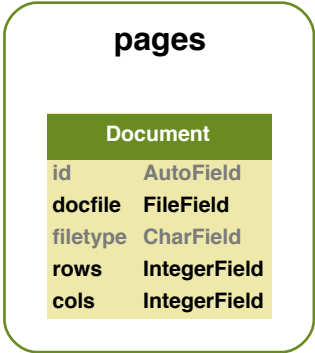 pages
Document
id AutoField
docfile FileField
filetype CharField
rows IntegerField
cols IntegerField